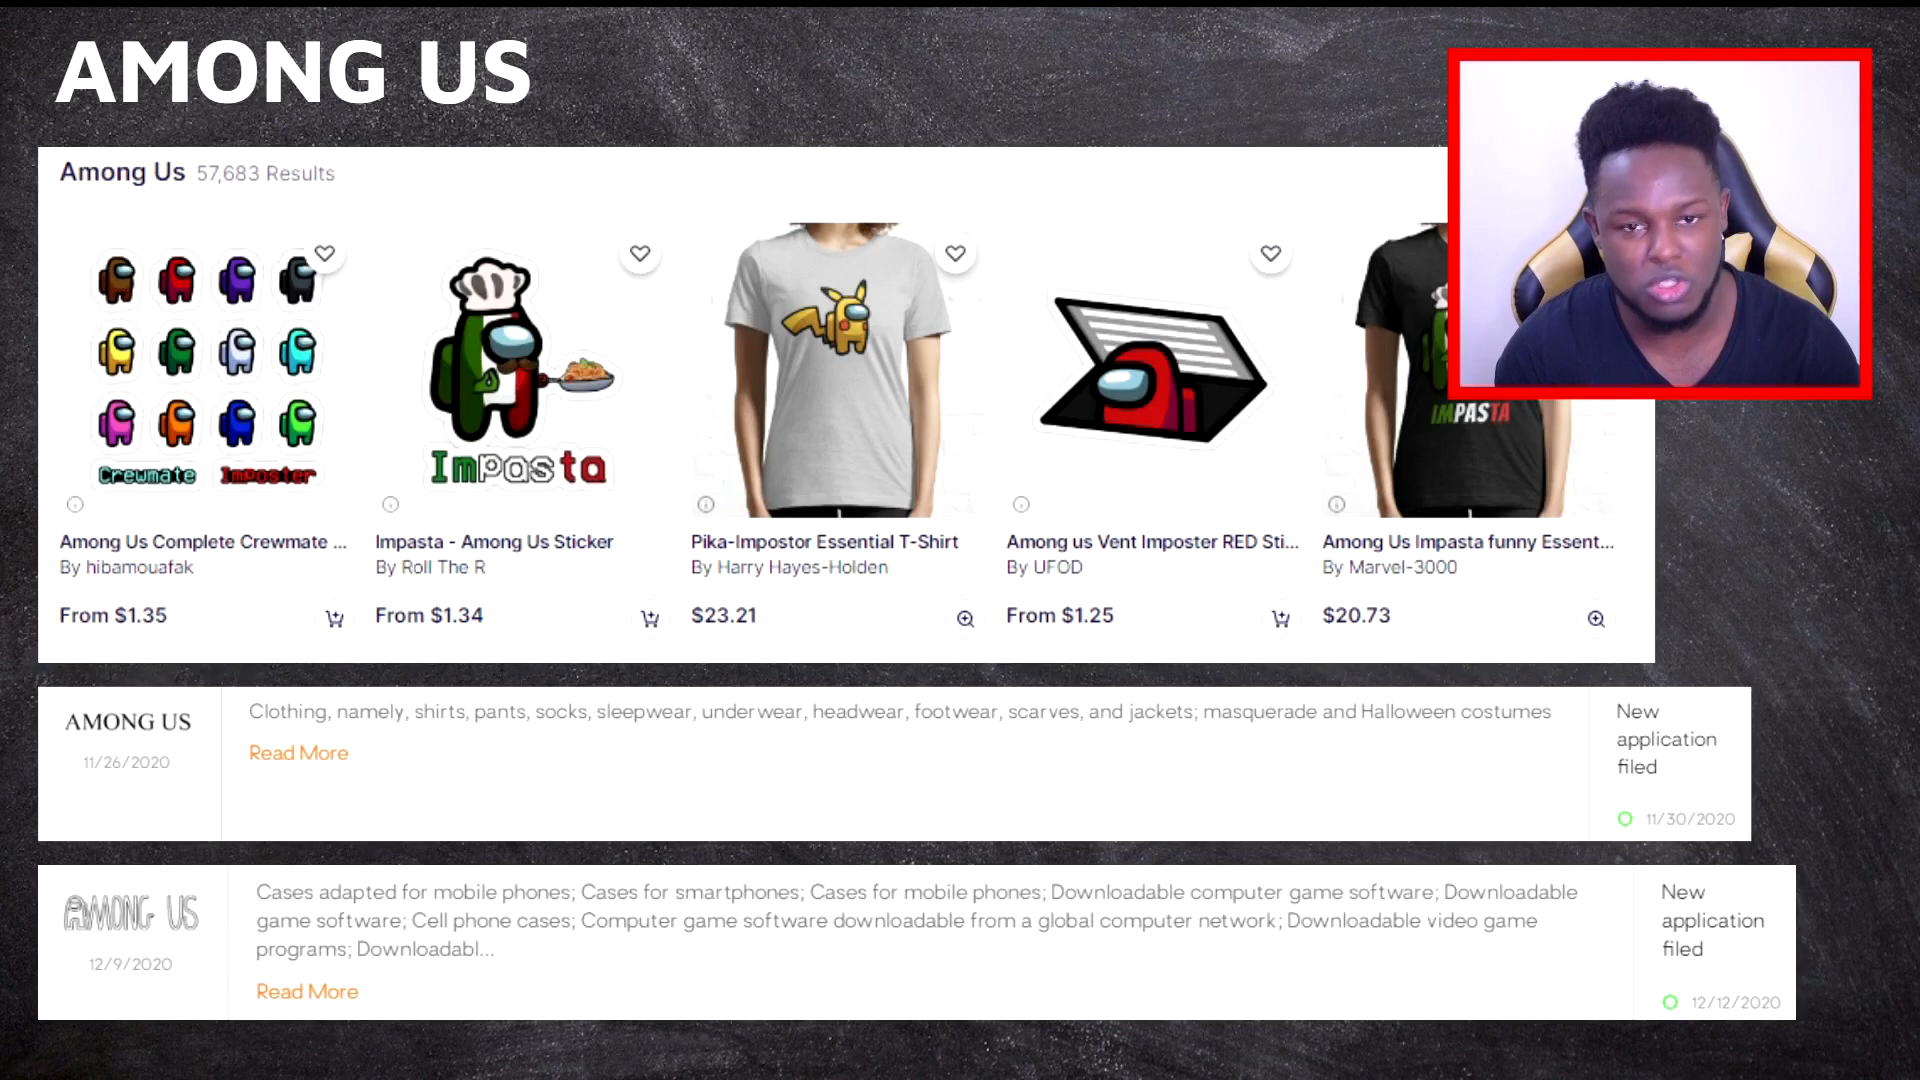 AMONG US
Among Us 57,683 Results
Crewmate Imposter
Impasta
IMPASTA
Among Us Complete Crewmate ...
By hibamouafak
From $1.35
Impasta - Among Us Sticker
By Roll The R
From $1.34
Pika-Impostor Essential T-Shirt
By Harry Hayes-Holden
$23.21
Among us Vent Imposter RED Sti...
By UFOD
From $1.25
Among Us Impasta funny Essent...
By Marvel-3000
$20.73
AMONG US
11/26/2020
Clothing, namely, shirts, pants, socks, sleepwear, underwear, headwear, footwear, scarves, and jackets; masquerade and Halloween costumes
Read More
New
application
filed
11/30/2020
AMONG US
12/9/2020
Cases adapted for mobile phones; Cases for smartphones; Cases for mobile phones; Downloadable computer game software; Downloadable
game software; Cell phone cases; Computer game software downloadable from a global computer network; Downloadable video game
programs; Downloadabl...
Read More
New
application
filed
12/12/2020